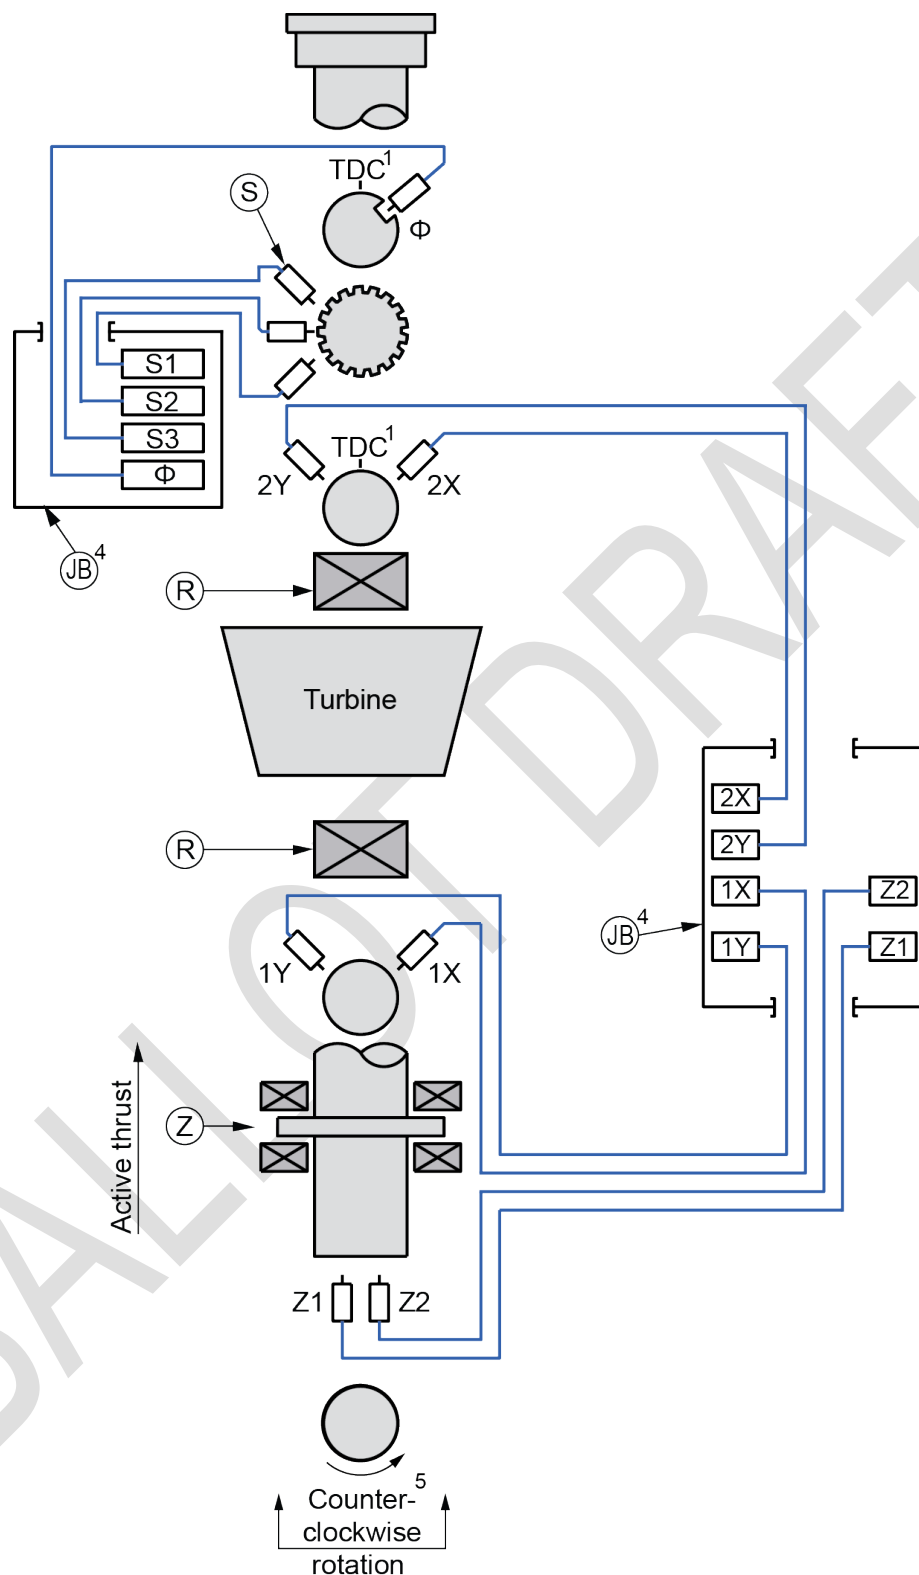 TDC1
S
Φ
S1
S2
S3
Φ
TDC1
2Y
2X
JB4
R
Turbine
2X
R
2Y
1X
Z2
JB4
1Y
Z1
1Y
1X
Active thrust
Z
Z1
Z2
Counter-5
clockwise
rotation
BALLOT DRAFT